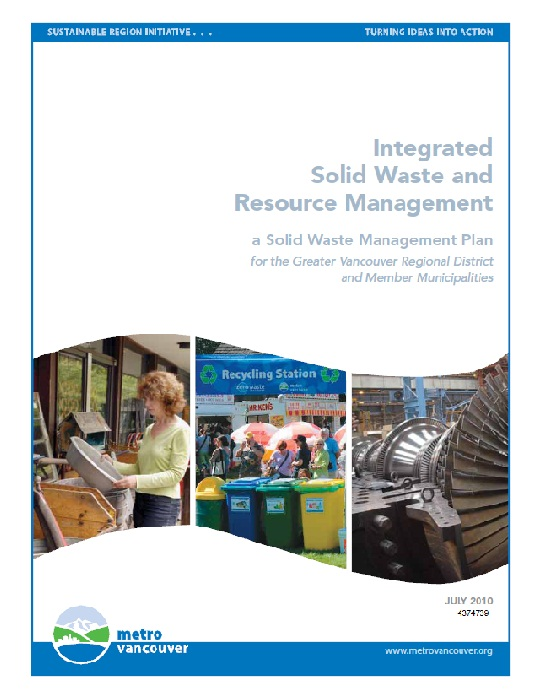 SUSTAINABLE REGION INITIATIVE . . . TURNING IDEAS INTO ACTION
Integrated
Solid Waste and
Resource Management
a Solid Waste Management Plan
for the Greater Vancouver Regional District
and Member Municipalities
Recycling Station
JULY 2010
4374759
metro
vancouver
www.metrovancouver.org